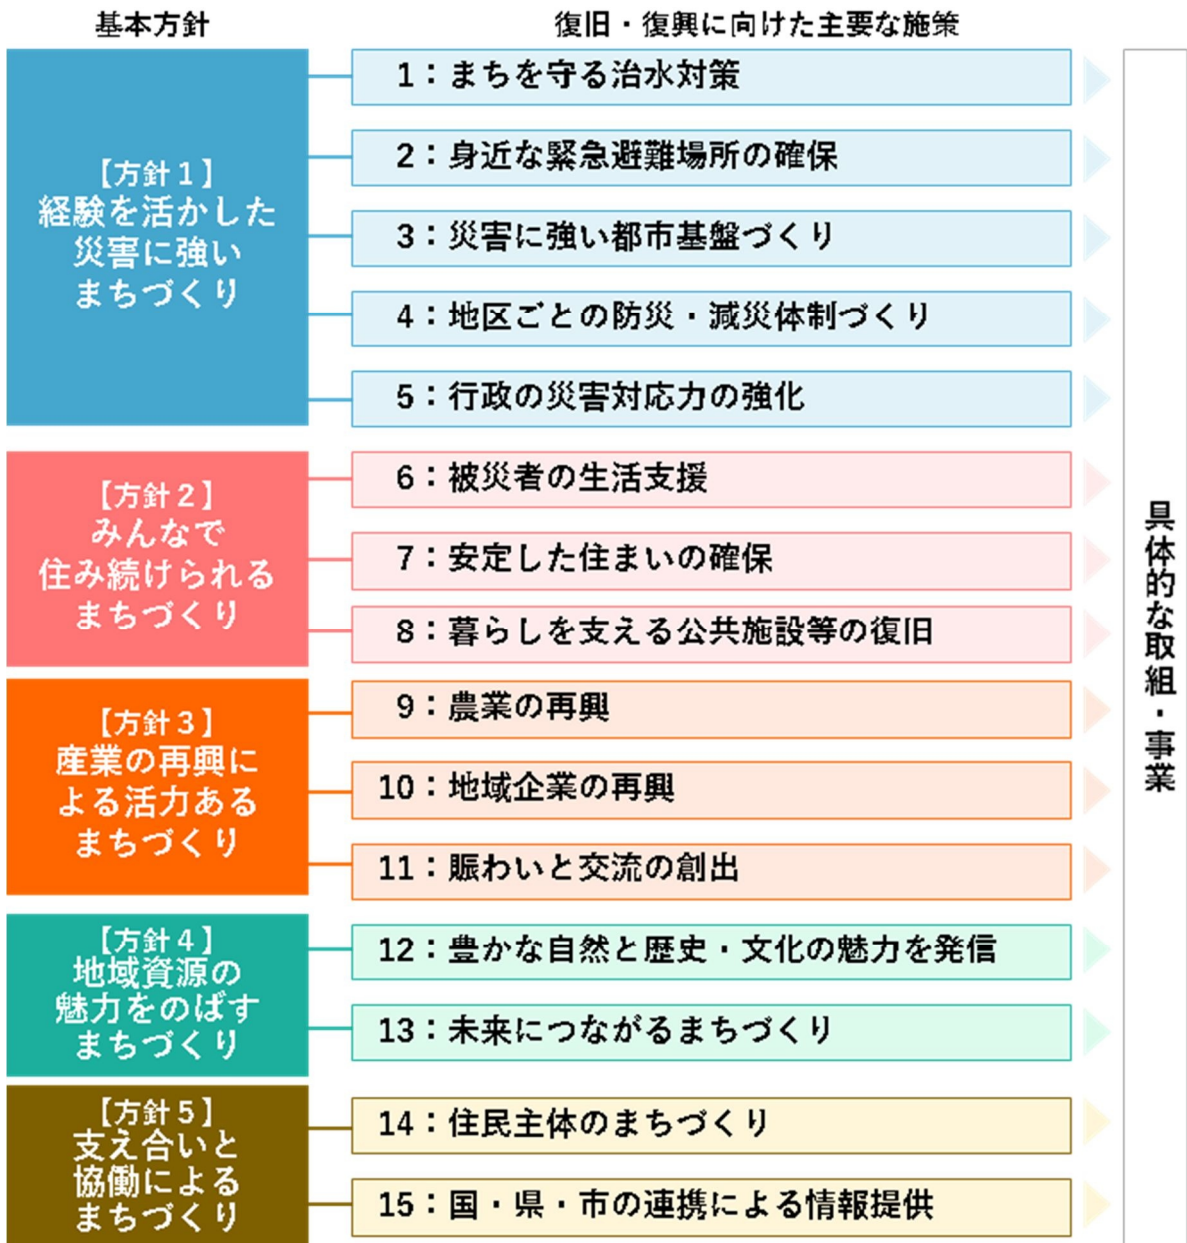 基本方針
復旧・復興に向けた主要な施策
【方針1】
経験を活かした
災害に強い
まちづくり
1：まちを守る治水対策
2：身近な緊急避難場所の確保
3：災害に強い都市基盤づくり
4：地区ごとの防災・減災体制づくり
5：行政の災害対応力の強化
【方針2】
みんなで
住み続けられる
まちづくり
6：被災者の生活支援
7：安定した住まいの確保
8：暮らしを支える公共施設等の復旧
【方針3】
産業の再興に
よる活力ある
まちづくり
9：農業の再興
10：地域企業の再興
11：賑わいと交流の創出
【方針4】
地域資源の
魅力をのばす
まちづくり
12：豊かな自然と歴史・文化の魅力を発信
13：未来につながるまちづくり
【方針5】
支え合いと
協働による
まちづくり
14：住民主体のまちづくり
15：国・県・市の連携による情報提供
具体的な取組・事業